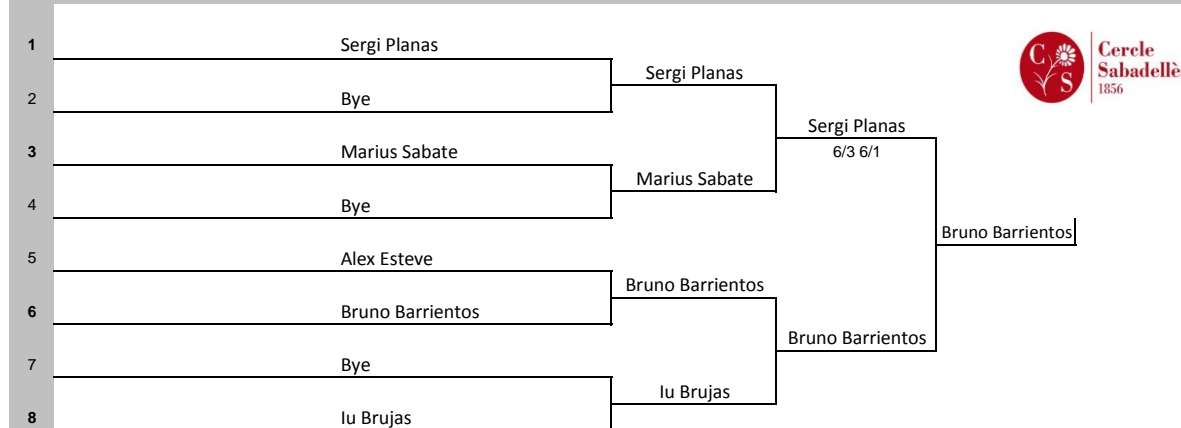 1 Sergi Planas
Sergi Planas
2 Bye
Sergi Planas
3 Marius Sabate
6/3 6/1
Marius Sabate
4 Bye
Bruno Barrientos
5 Alex Esteve
Bruno Barrientos
6 Bruno Barrientos
Bruno Barrientos
7 Bye
Iu Brujas
8 Iu Brujas
C S
Cercle
Sabadellè
1856